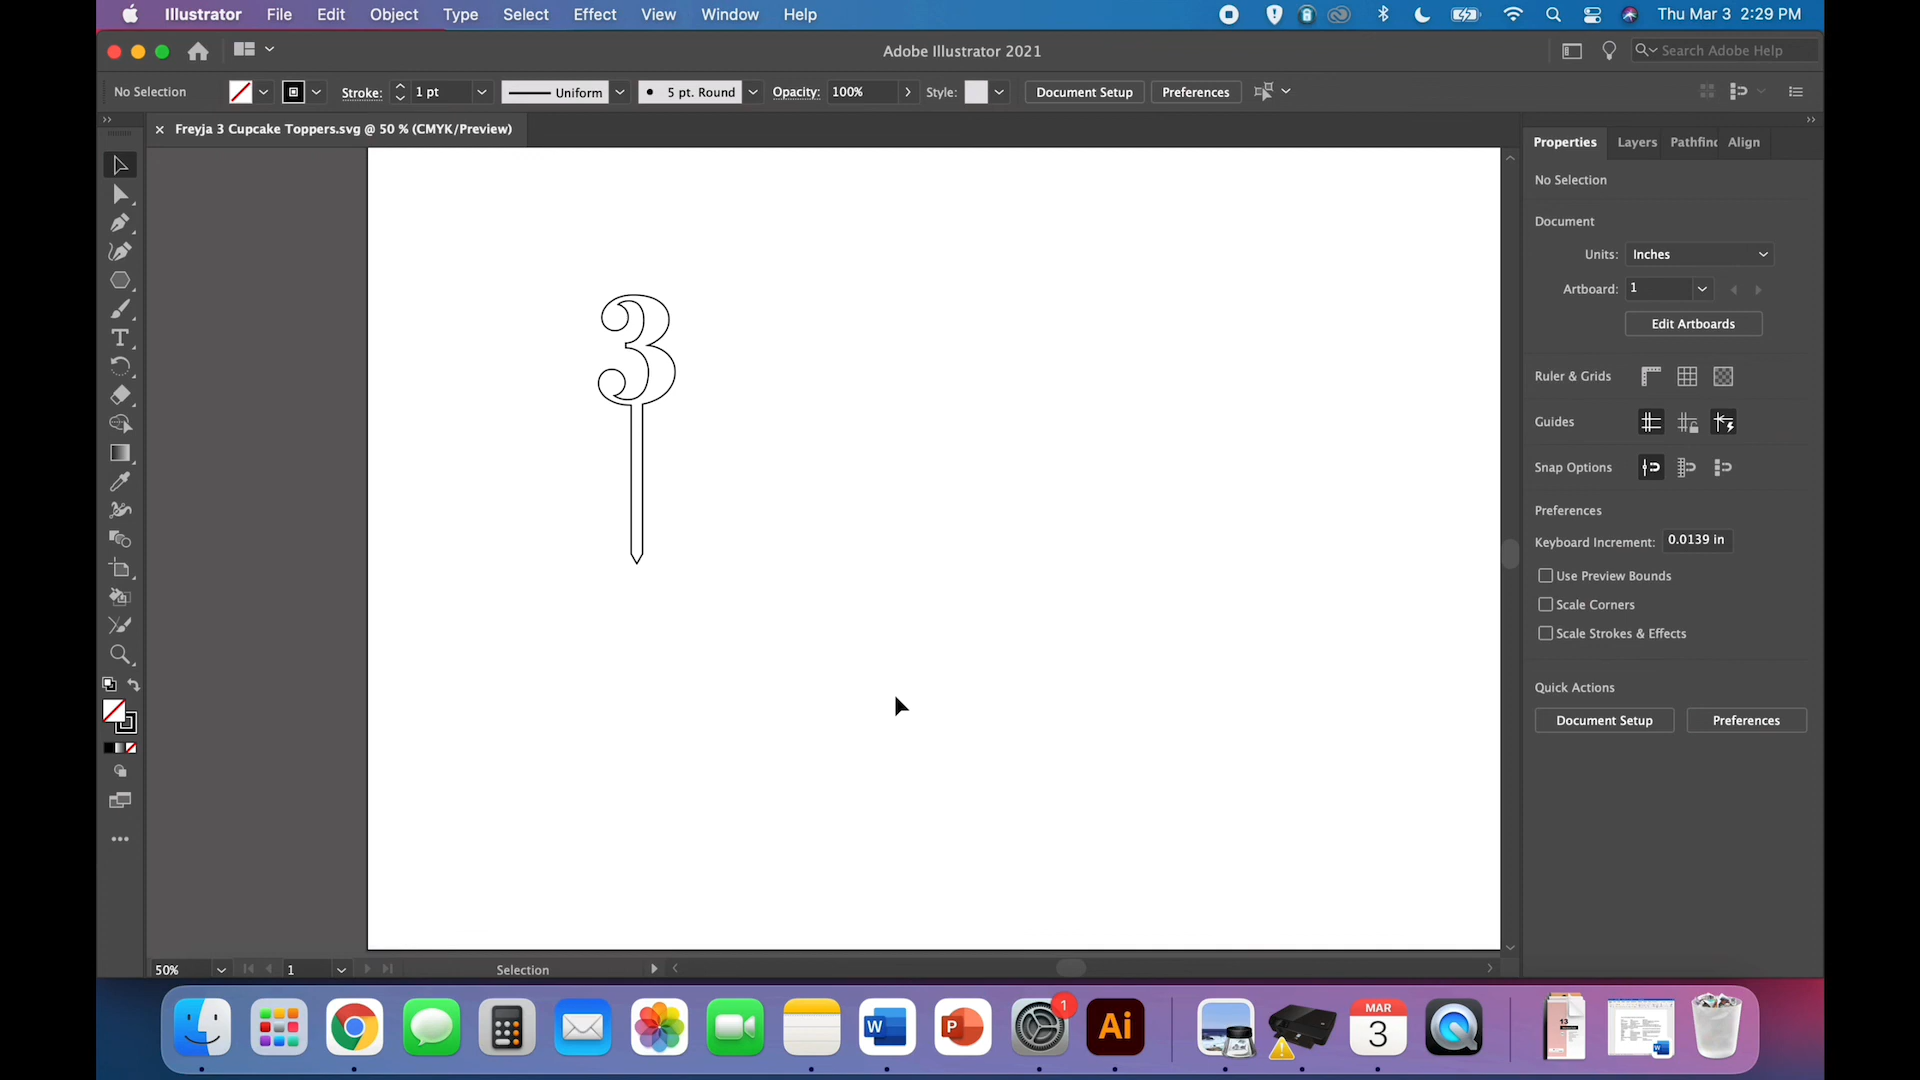 Illustrator File Edit Object Type Select Effect View Window Help Thu Mar 3 2:29 PM
Adobe Illustrator 2021 Search Adobe Help
No Selection Stroke: 1 pt Uniform 5 pt. Round Opacity: 100% Style: Document Setup Preferences
Freyja 3 Cupcake Toppers.svg @ 50 % (CMYK/Preview)
Properties Layers Pathfind Align
No Selection
Document
Units: Inches
Artboard: 1
Edit Artboards
Ruler & Grids
Guides
Snap Options
Preferences
Keyboard Increment: 0.0139 in
Use Preview Bounds
Scale Corners
Scale Strokes & Effects
Quick Actions
Document Setup Preferences
3
50% 1 Selection
1
W P Ai MAR
3